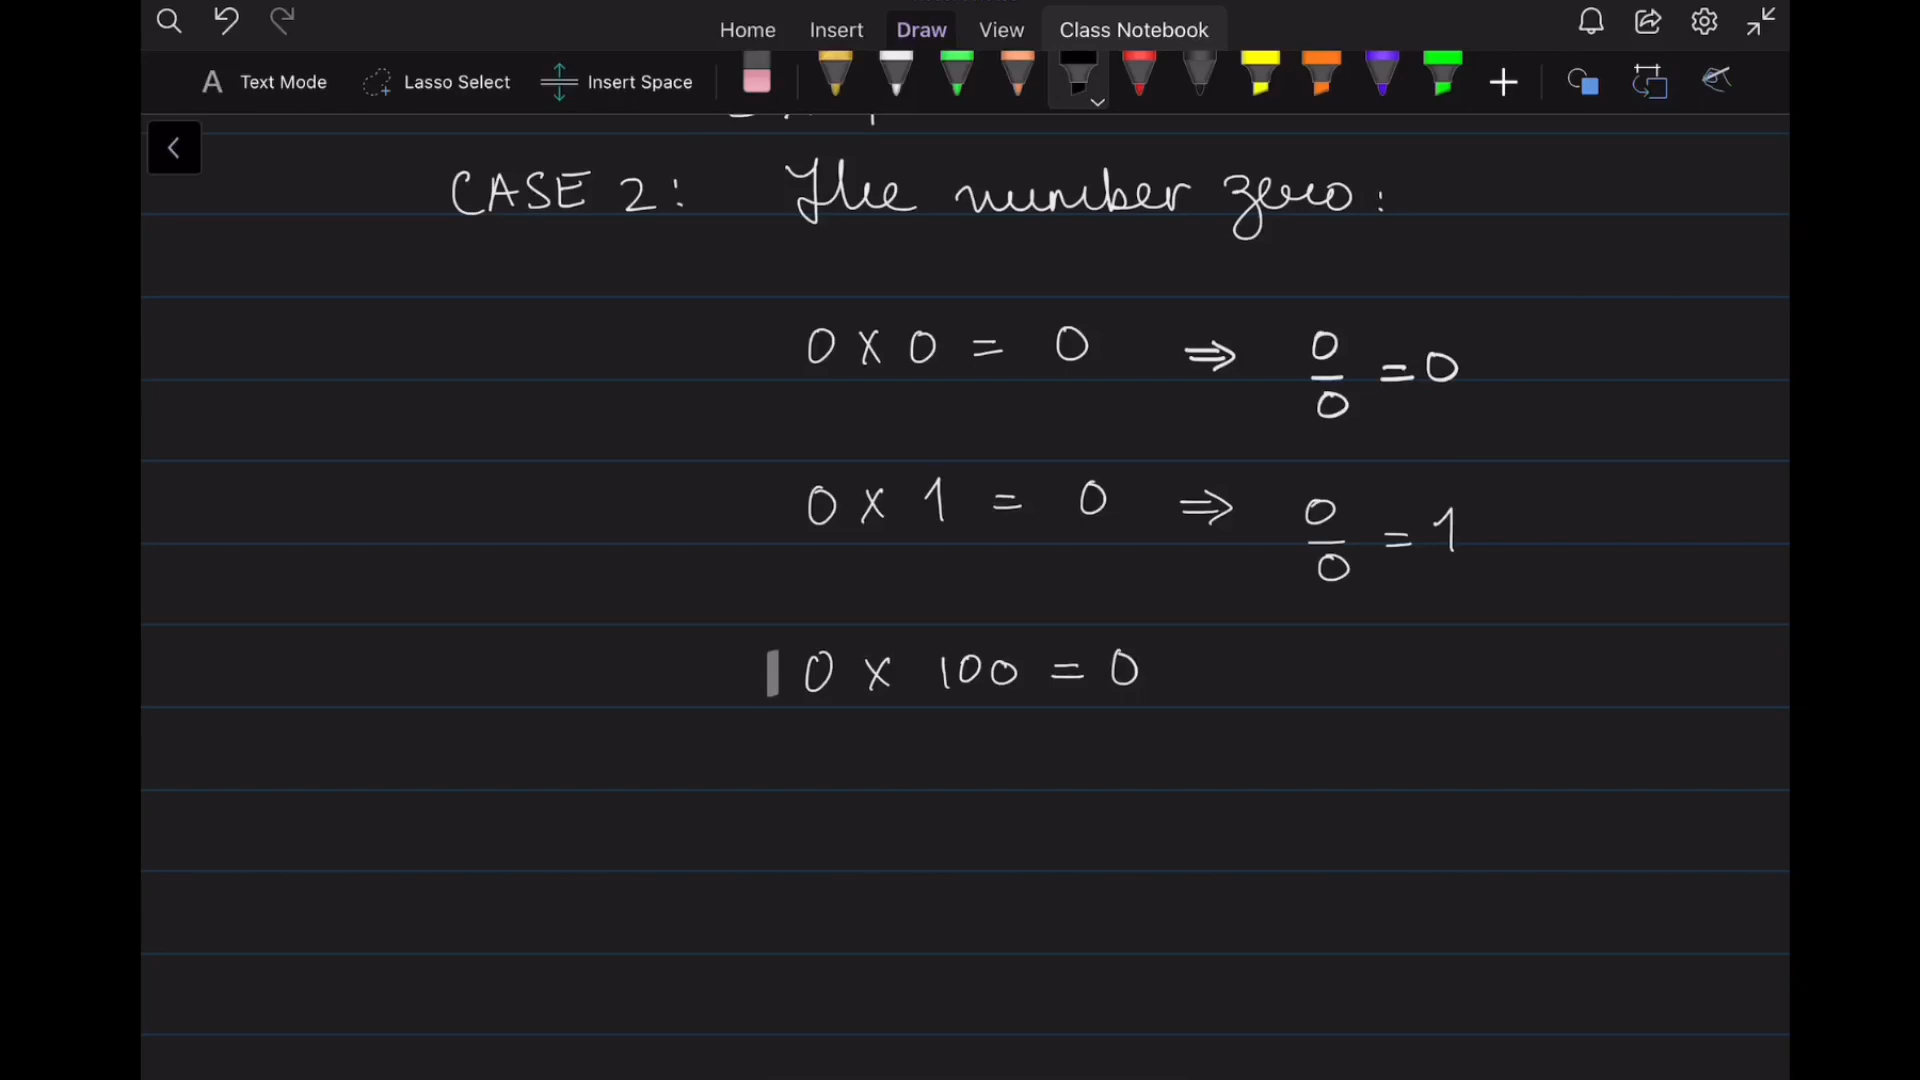 Home Insert Draw View Class Notebook
Text Mode Lasso Select Insert Space
CASE 2: The number zero:
0 x 0 = 0 ⇒ 0/0 = 0
0 x 1 = 0 ⇒ 0/0 = 1
0 x 100 = 0